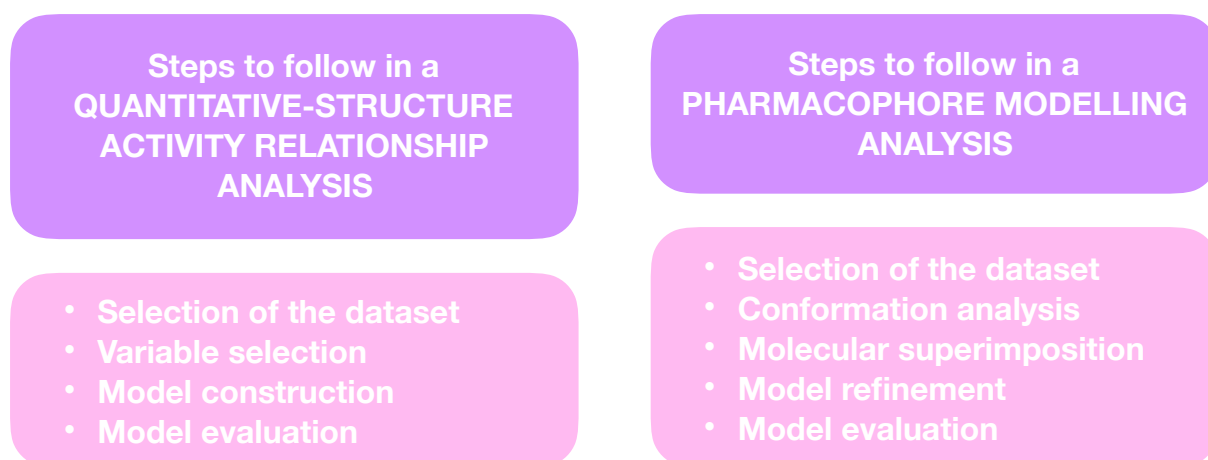 Steps to follow in a
QUANTITATIVE-STRUCTURE
ACTIVITY RELATIONSHIP
ANALYSIS
• Selection of the dataset
• Variable selection
• Model construction
• Model evaluation
Steps to follow in a
PHARMACOPHORE MODELLING
ANALYSIS
• Selection of the dataset
• Conformation analysis
• Molecular superimposition
• Model refinement
• Model evaluation